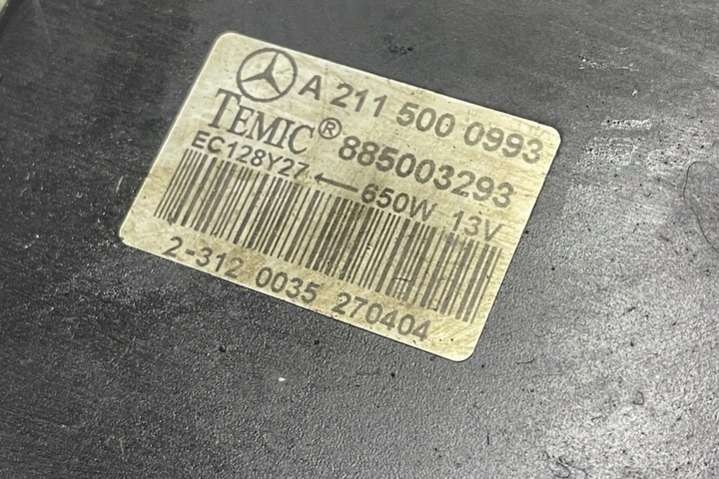 A 211 500 0993
TEMIC® 885003293
EC128Y27 ← 650W 13V
2-312 0035 270404